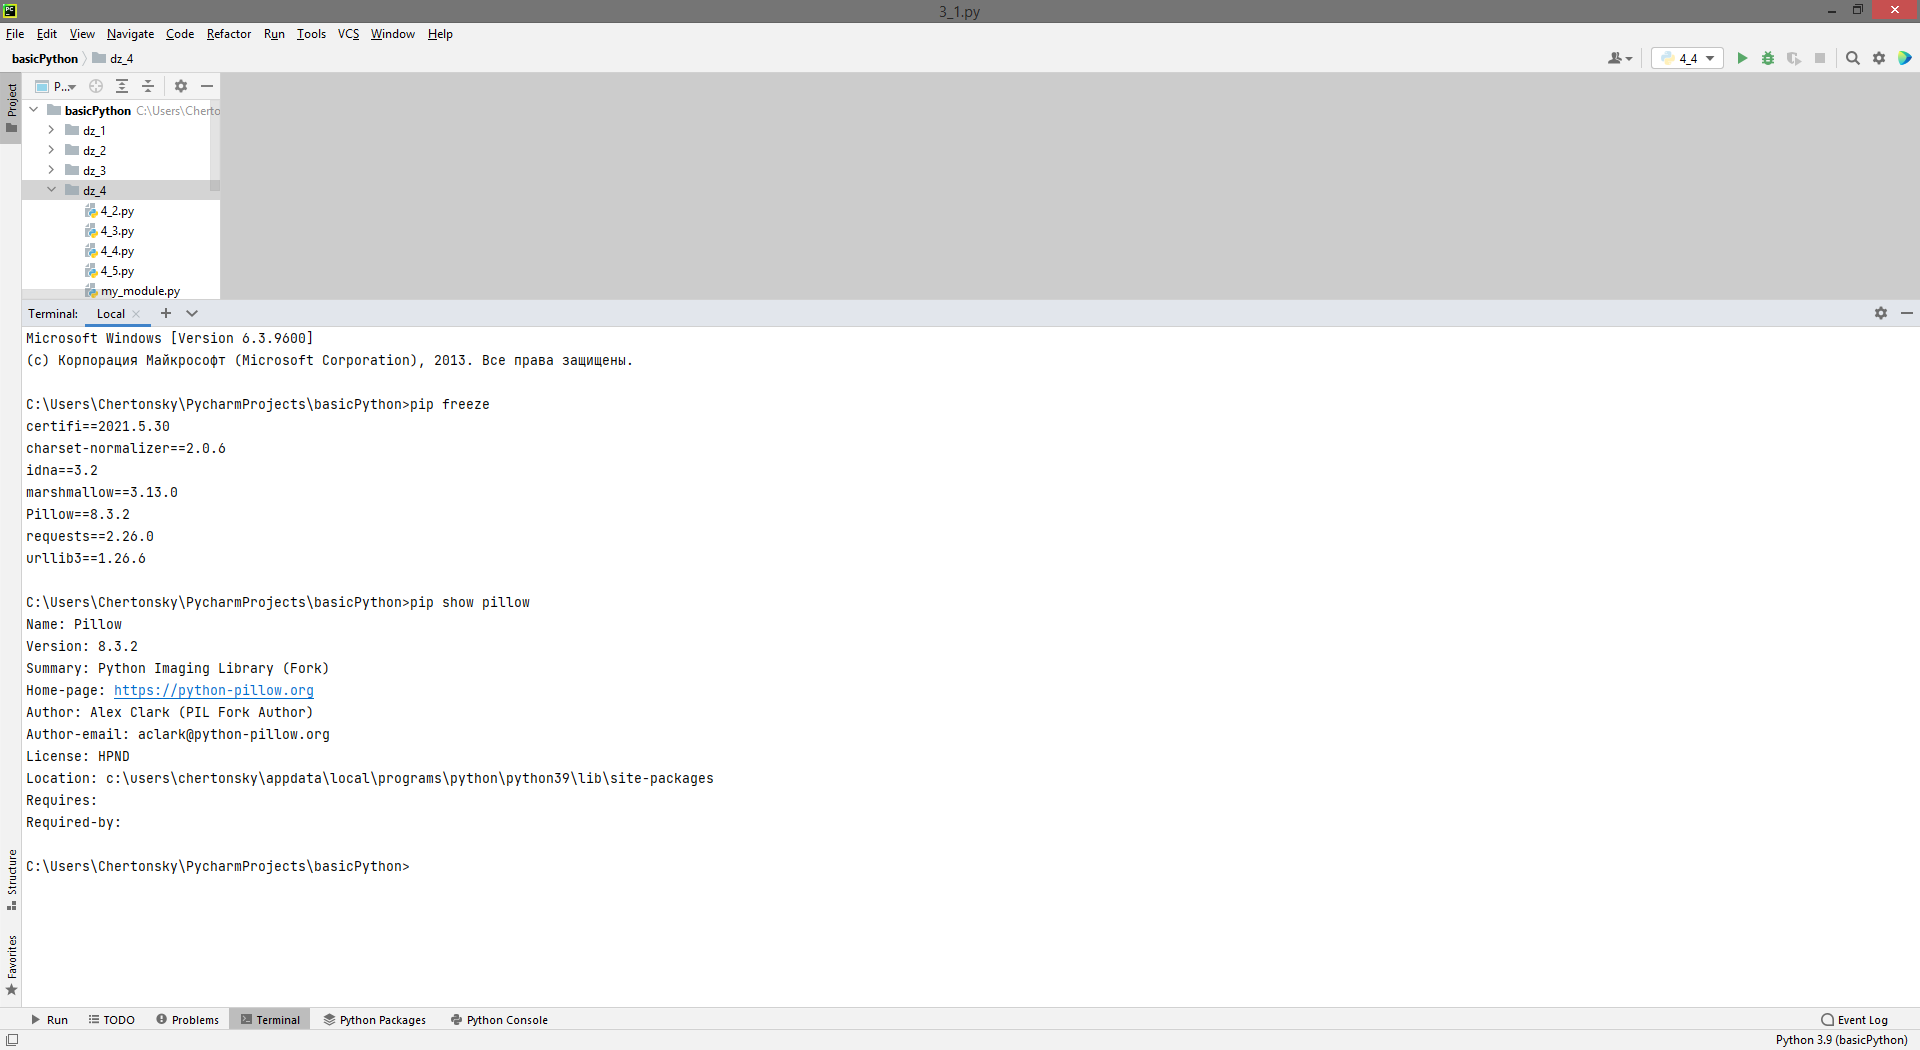 3_1.py
File Edit View Navigate Code Refactor Run Tools VCS Window Help
basicPython dz_4
4_4
Project
P...
basicPython C:\Users\Cherto
dz_1
dz_2
dz_3
dz_4
4_2.py
4_3.py
4_4.py
4_5.py
my_module.py
Terminal: Local
Microsoft Windows [Version 6.3.9600]
(c) Корпорация Майкрософт (Microsoft Corporation), 2013. Все права защищены.
C:\Users\Chertonsky\PycharmProjects\basicPython>pip freeze
certifi==2021.5.30
charset-normalizer==2.0.6
idna==3.2
marshmallow==3.13.0
Pillow==8.3.2
requests==2.26.0
urllib3==1.26.6
C:\Users\Chertonsky\PycharmProjects\basicPython>pip show pillow
Name: Pillow
Version: 8.3.2
Summary: Python Imaging Library (Fork)
Home-page: https://python-pillow.org
Author: Alex Clark (PIL Fork Author)
Author-email: aclark@python-pillow.org
License: HPND
Location: c:\users\chertonsky\appdata\local\programs\python\python39\lib\site-packages
Requires:
Required-by:
C:\Users\Chertonsky\PycharmProjects\basicPython>
Structure
Favorites
Run TODO Problems Terminal Python Packages Python Console Event Log
Python 3.9 (basicPython)